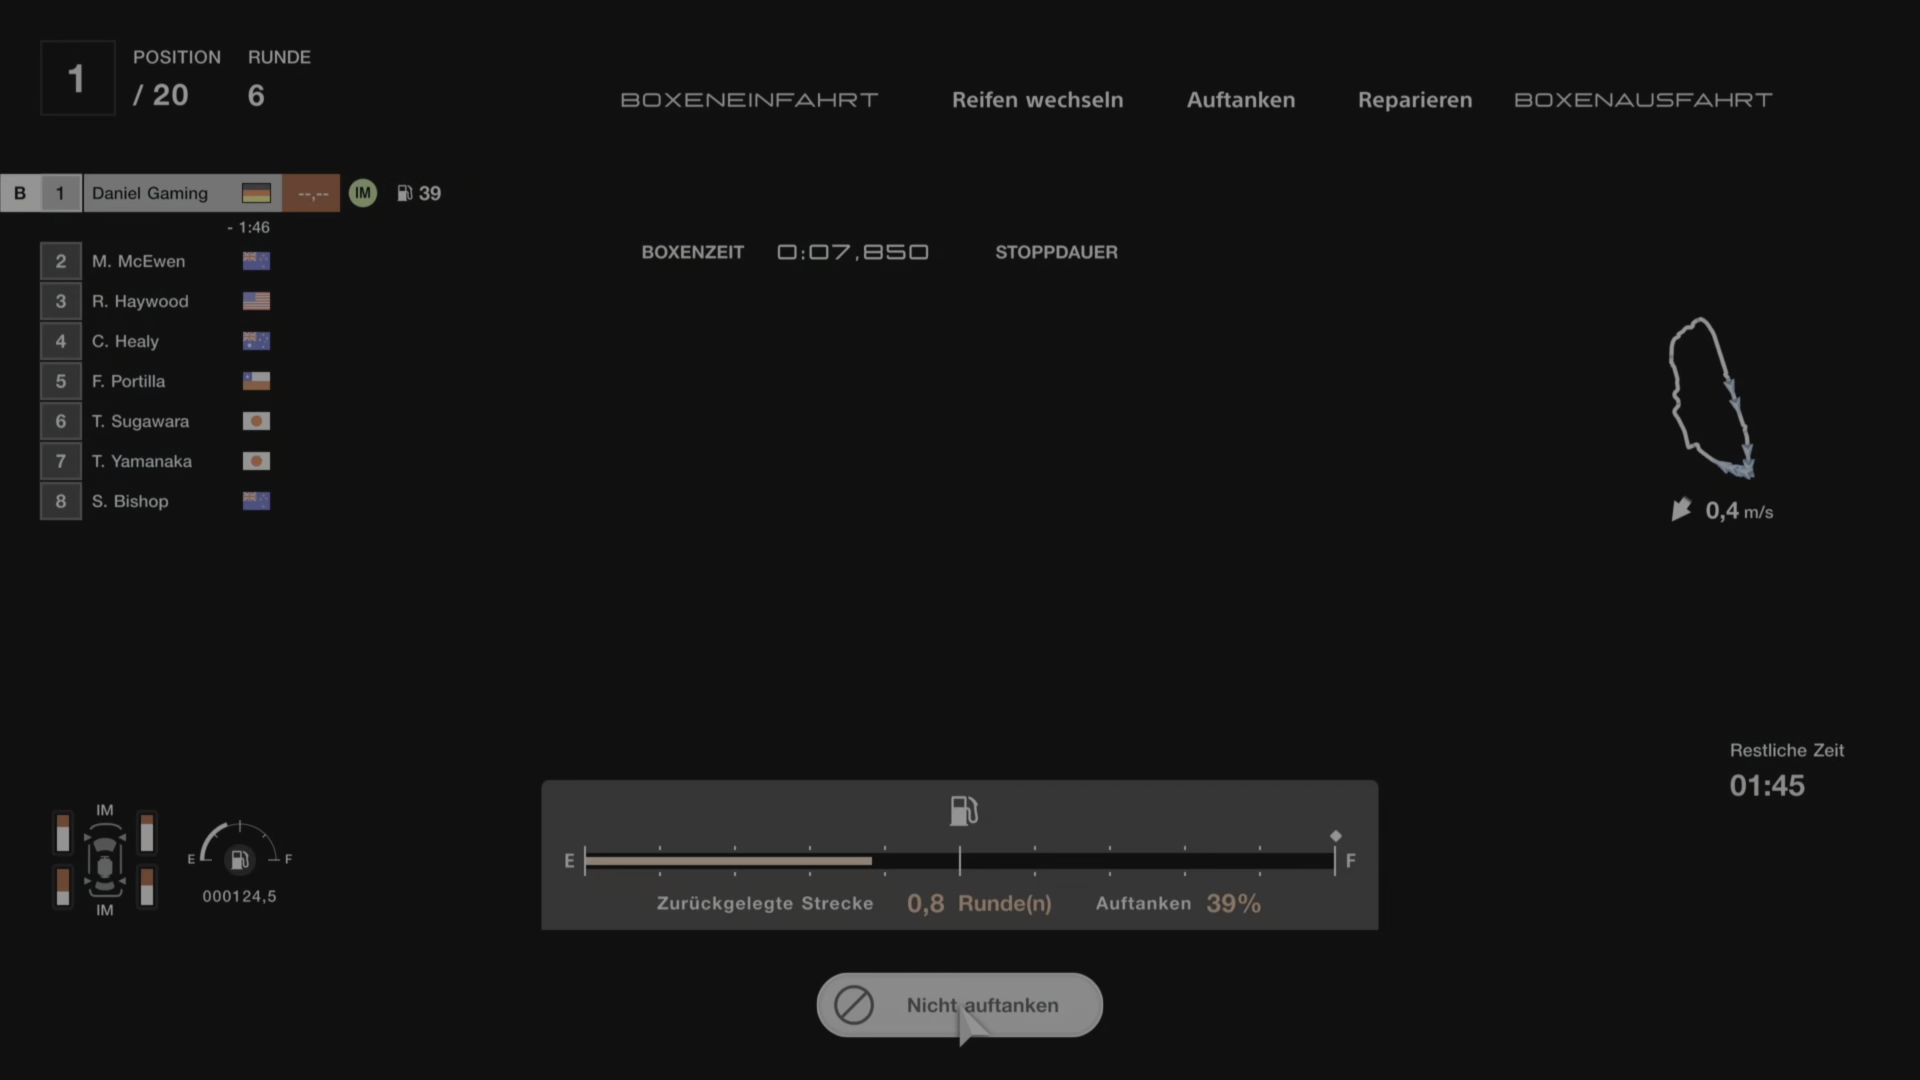 1
POSITION
/ 20
RUNDE
6
BOXENEINFAHRT
Reifen wechseln
Auftanken
Reparieren
BOXENAUSFAHRT
B 1 Daniel Gaming --,-- IM 39
- 1:46
2 M. McEwen
3 R. Haywood
4 C. Healy
5 F. Portilla
6 T. Sugawara
7 T. Yamanaka
8 S. Bishop
BOXENZEIT 0:07,850 STOPPDAUER
0,4 m/s
Restliche Zeit
01:45
IM
IM
E F
000124,5
E F
Zurückgelegte Strecke 0,8 Runde(n) Auftanken 39%
Nicht auftanken